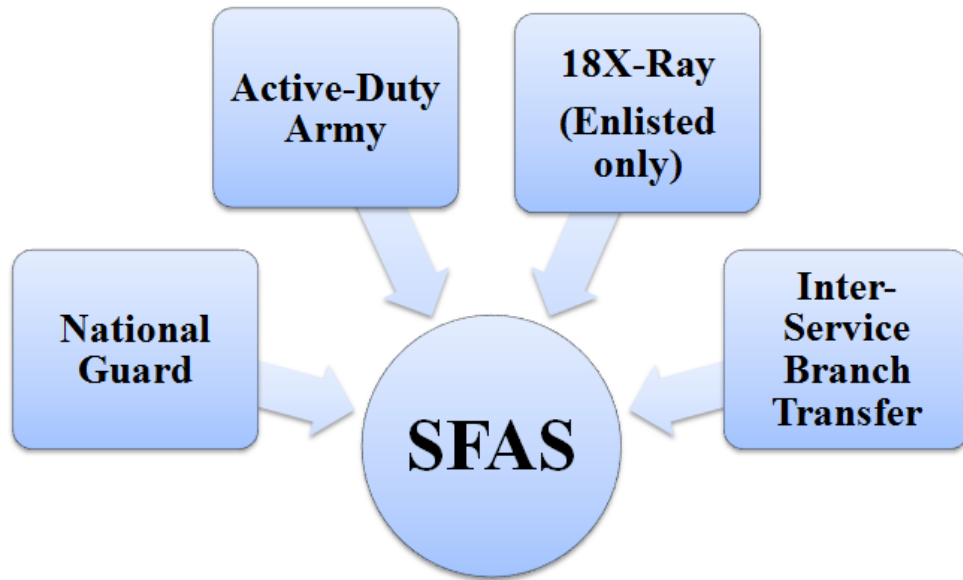 National
Guard
Active-Duty
Army
18X-Ray
(Enlisted
only)
Inter-
Service
Branch
Transfer
SFAS